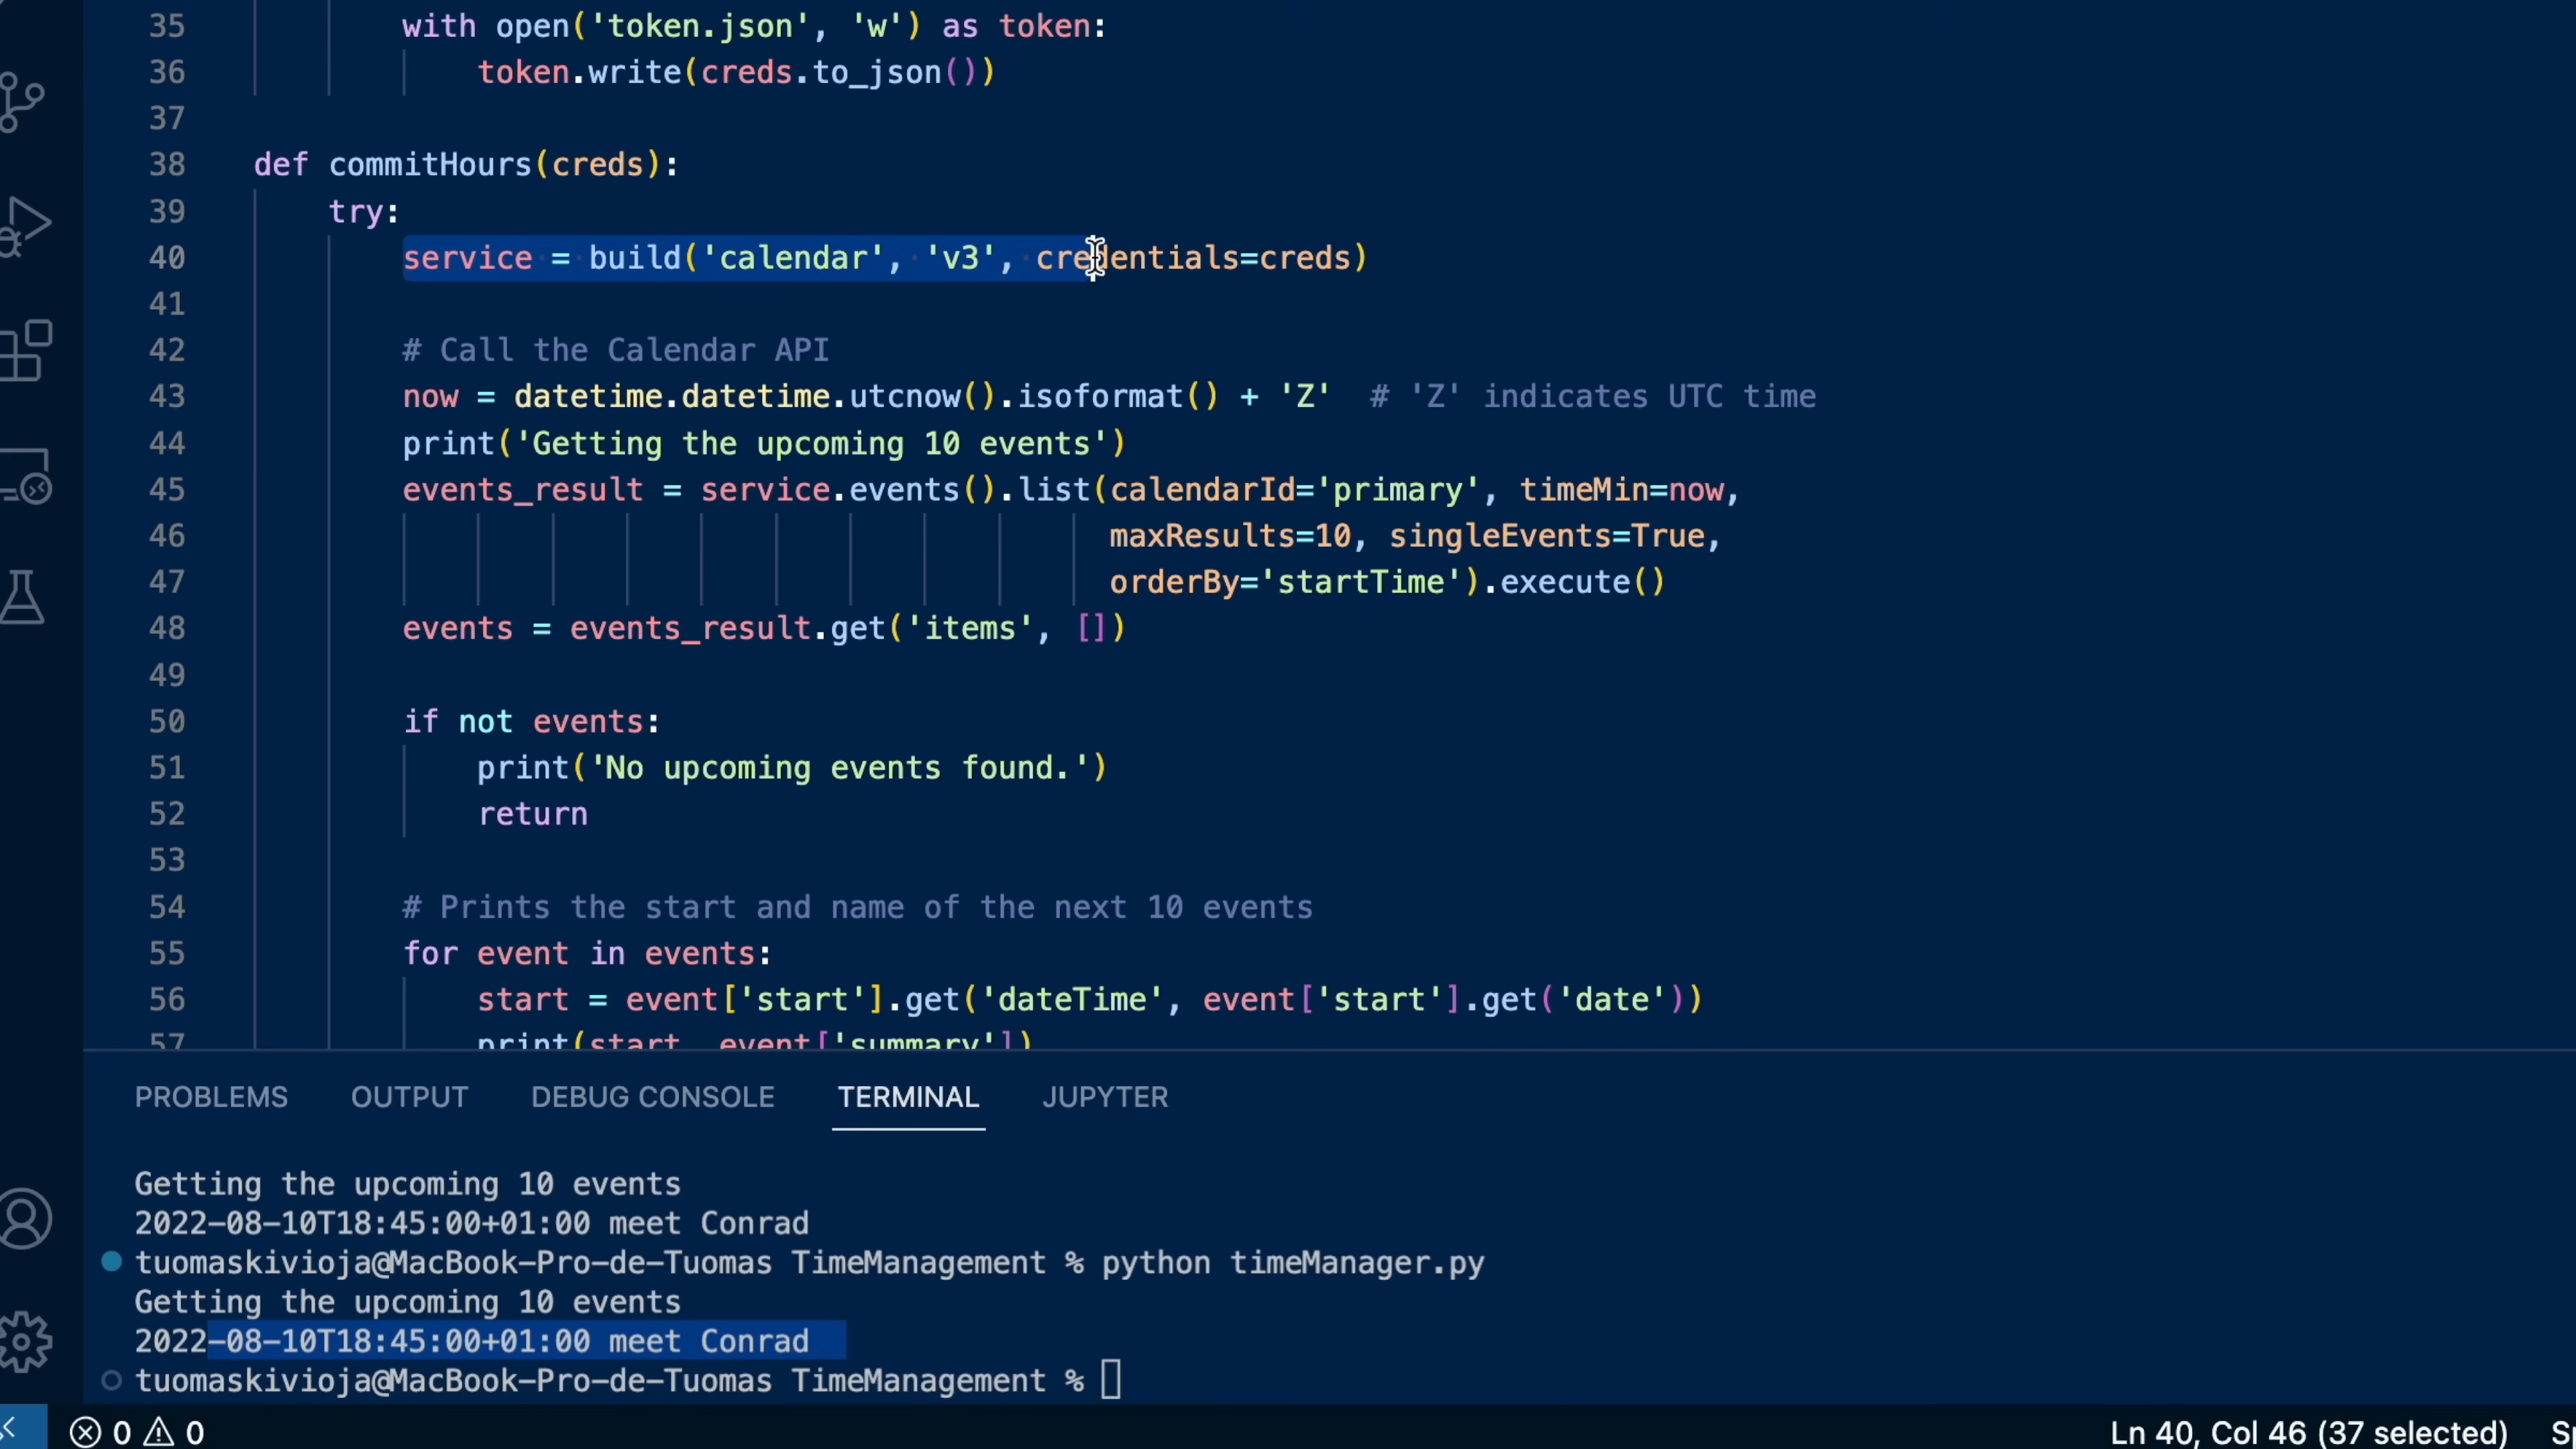 35 with open('token.json', 'w') as token:
36 token.write(creds.to_json())
37
38 def commitHours(creds):
39 try:
40 service = build('calendar', 'v3', credentials=creds)
41
42 # Call the Calendar API
43 now = datetime.datetime.utcnow().isoformat() + 'Z'  # 'Z' indicates UTC time
44 print('Getting the upcoming 10 events')
45 events_result = service.events().list(calendarId='primary', timeMin=now,
46 maxResults=10, singleEvents=True,
47 orderBy='startTime').execute()
48 events = events_result.get('items', [])
49
50 if not events:
51 print('No upcoming events found.')
52 return
53
54 # Prints the start and name of the next 10 events
55 for event in events:
56 start = event['start'].get('dateTime', event['start'].get('date'))
57 print(start, event['summary'])
PROBLEMS OUTPUT DEBUG CONSOLE TERMINAL JUPYTER
Getting the upcoming 10 events
2022-08-10T18:45:00+01:00 meet Conrad
tuomaskivioja@MacBook-Pro-de-Tuomas TimeManagement % python timeManager.py
Getting the upcoming 10 events
2022-08-10T18:45:00+01:00 meet Conrad
tuomaskivioja@MacBook-Pro-de-Tuomas TimeManagement %
0 0 Ln 40, Col 46 (37 selected)